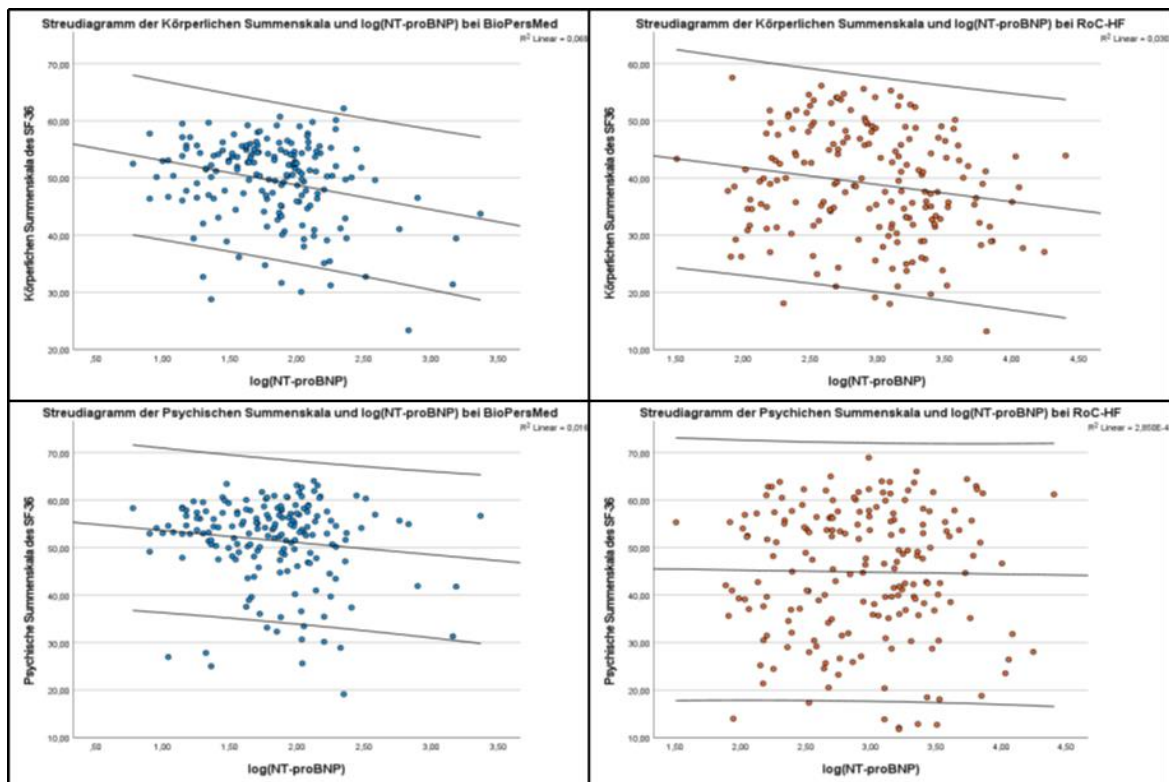 Streudiagramm der Körperlichen Summenskala und log(NT-proBNP) bei BioPersMed
R² Linear = 0,069
70,00
60,00
50,00
40,00
30,00
20,00
Körperlichen Summenskala des SF-36
,50 1,00 1,50 2,00 2,50 3,00 3,50
log(NT-proBNP)
Streudiagramm der Körperlichen Summenskala und log(NT-proBNP) bei RoC-HF
R² Linear = 0,030
60,00
50,00
40,00
30,00
20,00
10,00
Körperlichen Summenskala des SF36
1,50 2,00 2,50 3,00 3,50 4,00 4,50
log(NT-proBNP)
Streudiagramm der Psychischen Summenskala und log(NT-proBNP) bei BioPersMed
R² Linear = 0,016
70,00
60,00
50,00
40,00
30,00
20,00
10,00
Psychische Summenskala des SF-36
,50 1,00 1,50 2,00 2,50 3,00 3,50
log(NT-proBNP)
Streudiagramm der Psychichen Summenskala und log(NT-proBNP) bei RoC-HF
R² Linear = 2,850E-4
70,00
60,00
50,00
40,00
30,00
20,00
10,00
Psychische Summenskala des SF-36
1,50 2,00 2,50 3,00 3,50 4,00 4,50
log(NT-proBNP)